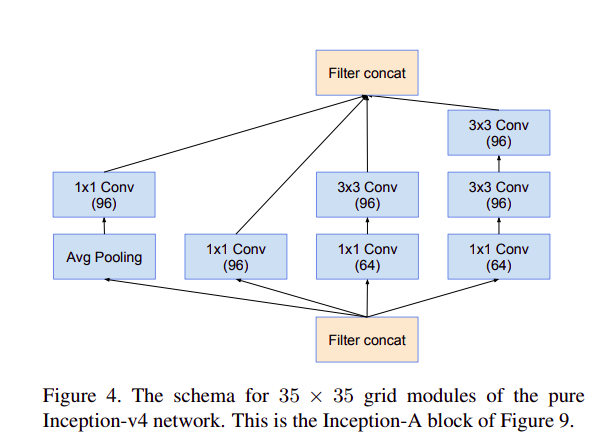 Filter concat
3x3 Conv
(96)
1x1 Conv
(96)
3x3 Conv
(96)
3x3 Conv
(96)
Avg Pooling
1x1 Conv
(96)
1x1 Conv
(64)
1x1 Conv
(64)
Filter concat
Figure 4. The schema for 35 × 35 grid modules of the pure
Inception-v4 network. This is the Inception-A block of Figure 9.